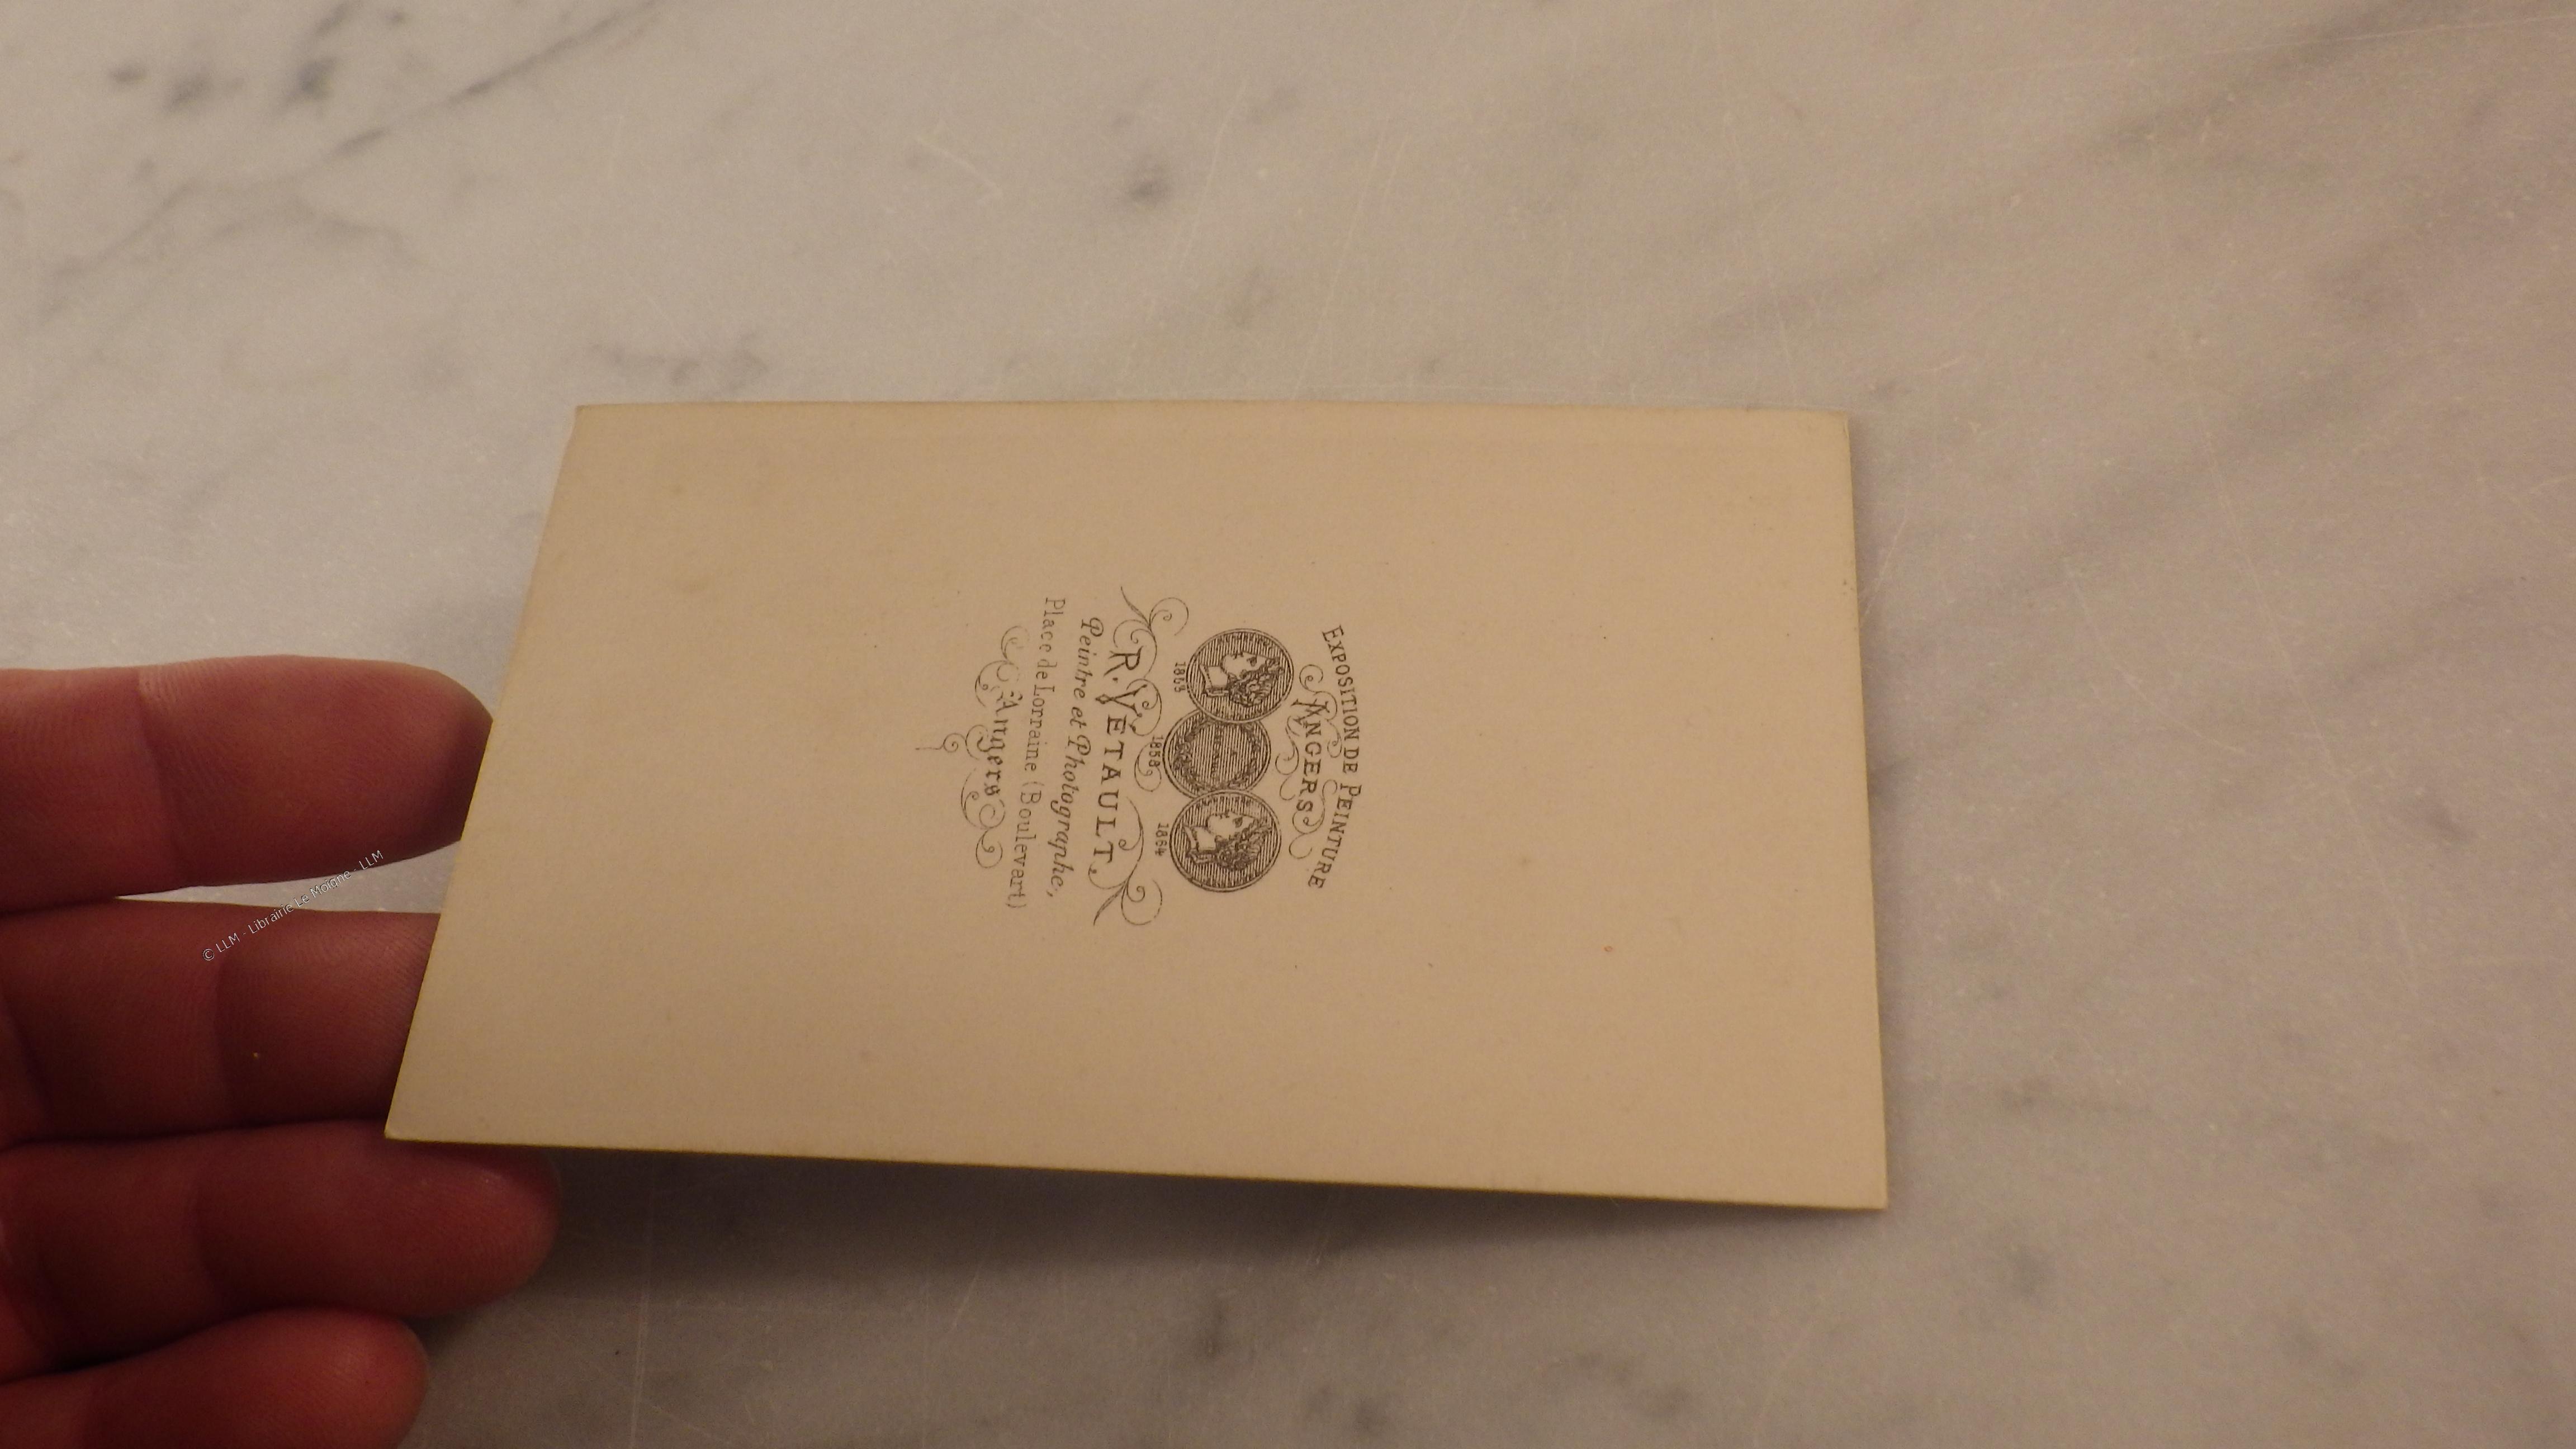 EXPOSITION DE PEINTURE
ANGERS
1848 1858 1864
R. VÉTAULT,
Peintre et Photographe,
Place de Lorraine (Boulevart)
Angers
© LLM - Librairie Le Moigne - LLM